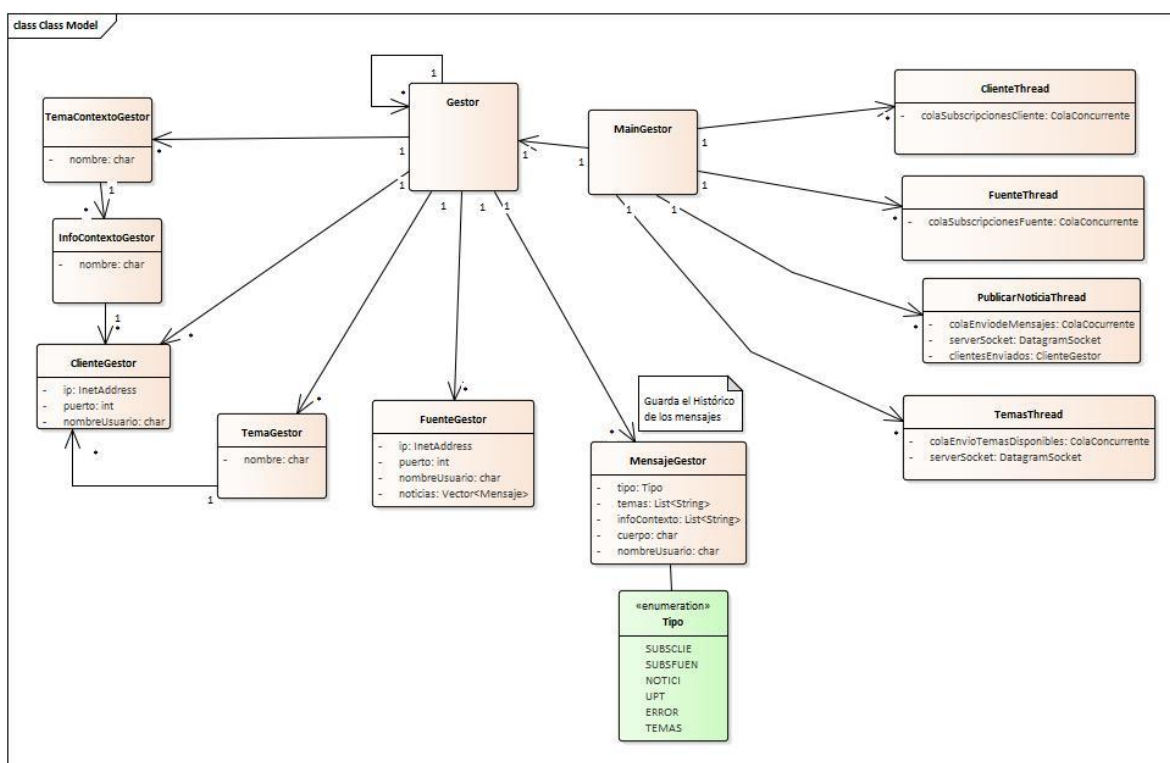 class Class Model
TemaContextoGestor
- nombre: char
InfoContextoGestor
- nombre: char
ClienteGestor
- ip: InetAddress
- puerto: int
- nombreUsuario: char
TemaGestor
- nombre: char
Gestor
FuenteGestor
- ip: InetAddress
- puerto: int
- nombreUsuario: char
- noticias: Vector<Mensaje>
MainGestor
Guarda el Histórico
de los mensajes
MensajeGestor
- tipo: Tipo
- temas: List<String>
- infoContexto: List<String>
- cuerpo: char
- nombreUsuario: char
«enumeration»
Tipo
SUBSCLIE
SUBSFUEN
NOTICI
UPT
ERROR
TEMAS
ClienteThread
- colaSubscripcionesCliente: ColaConcurrente
FuenteThread
- colaSubscripcionesFuente: ColaConcurrente
PublicarNoticiaThread
- colaEnviodeMensajes: ColaCocurrente
- serverSocket: DatagramSocket
- clientesEnviados: ClienteGestor
TemasThread
- colaEnvioTemasDisponibles: ColaConcurrente
- serverSocket: DatagramSocket
1
*
1
*
1
*
1
*
1
*
1
*
1
*
1
*
1
*
1
1
1
*
1
*
1
*
1
*